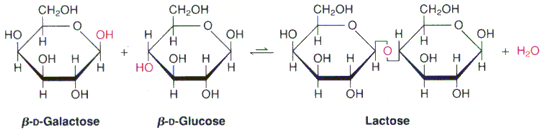 CH₂OH CH₂OH CH₂OH CH₂OH
HO O OH O OH O O OH
H H H H H O H H
OH H + OH H ⇌ OH H OH H + H₂O
H H HO H H H H
H OH H OH H OH H OH
β-D-Galactose β-D-Glucose Lactose